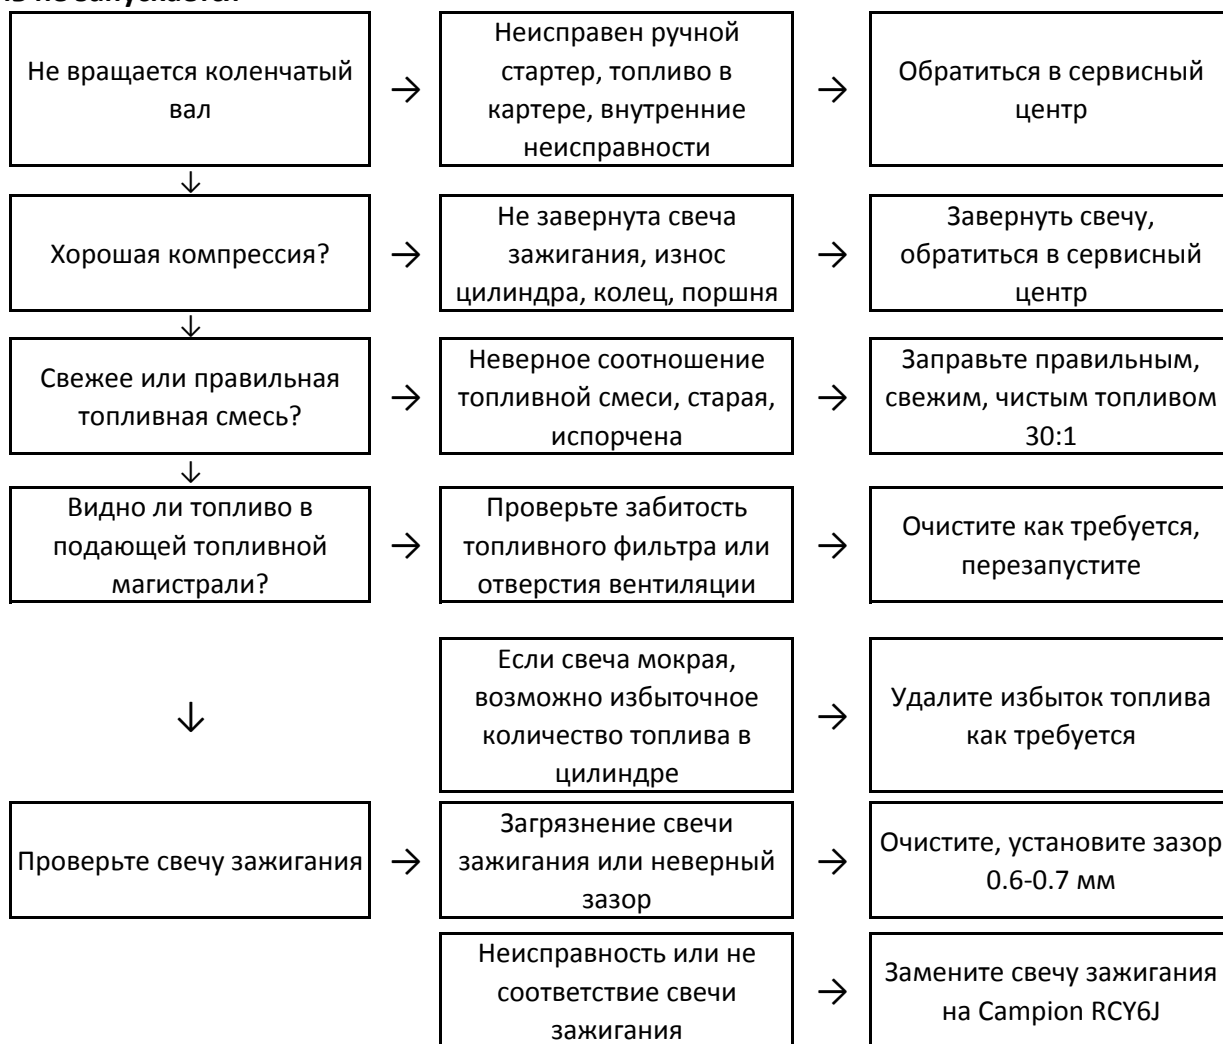 не запускается
Не вращается коленчатый
вал
→
Неисправен ручной
стартер, топливо в
картере, внутренние
неисправности
→
Обратиться в сервисный
центр
↓
Хорошая компрессия?
→
Не завернута свеча
зажигания, износ
цилиндра, колец, поршня
→
Завернуть свечу,
обратиться в сервисный
центр
↓
Свежее или правильная
топливная смесь?
→
Неверное соотношение
топливной смеси, старая,
испорчена
→
Заправьте правильным,
свежим, чистым топливом
30:1
↓
Видно ли топливо в
подающей топливной
магистрали?
→
Проверьте забитость
топливного фильтра или
отверстия вентиляции
→
Очистите как требуется,
перезапустите
↓
Если свеча мокрая,
возможно избыточное
количество топлива в
цилиндре
→
Удалите избыток топлива
как требуется
Проверьте свечу зажигания
→
Загрязнение свечи
зажигания или неверный
зазор
→
Очистите, установите зазор
0.6-0.7 мм
Неисправность или не
соответствие свечи
зажигания
→
Замените свечу зажигания
на Campion RCY6J